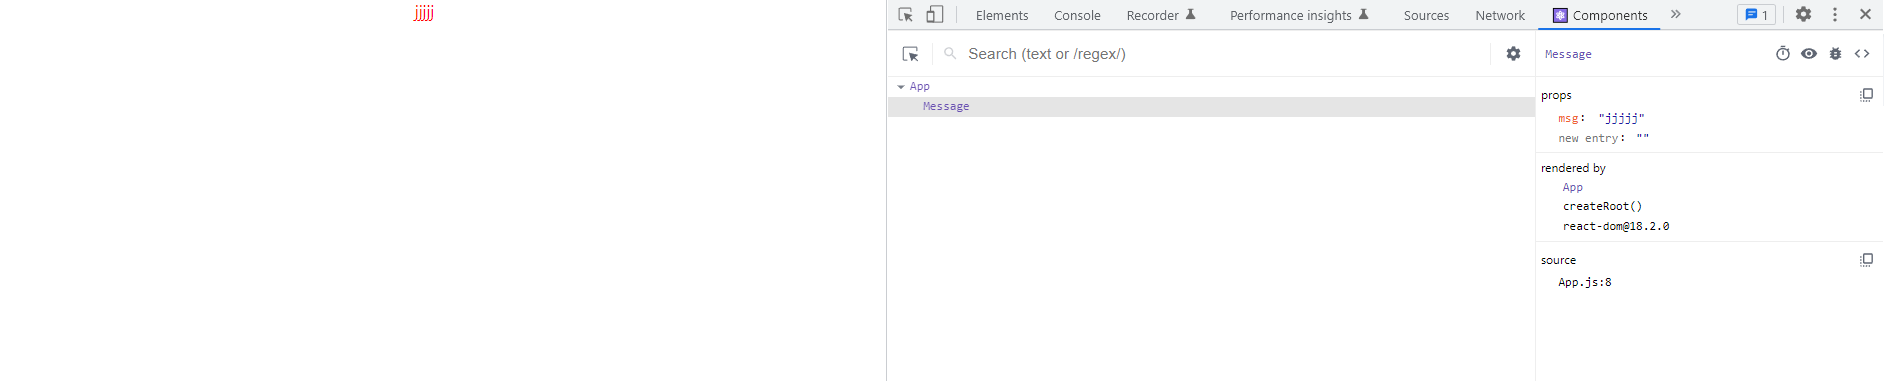 jjjjj
Elements Console Recorder Performance insights Sources Network Components » 1
Search (text or /regex/)
App
Message
Message
props
msg: "jjjjj"
new entry: ""
rendered by
App
createRoot()
react-dom@18.2.0
source
App.js:8